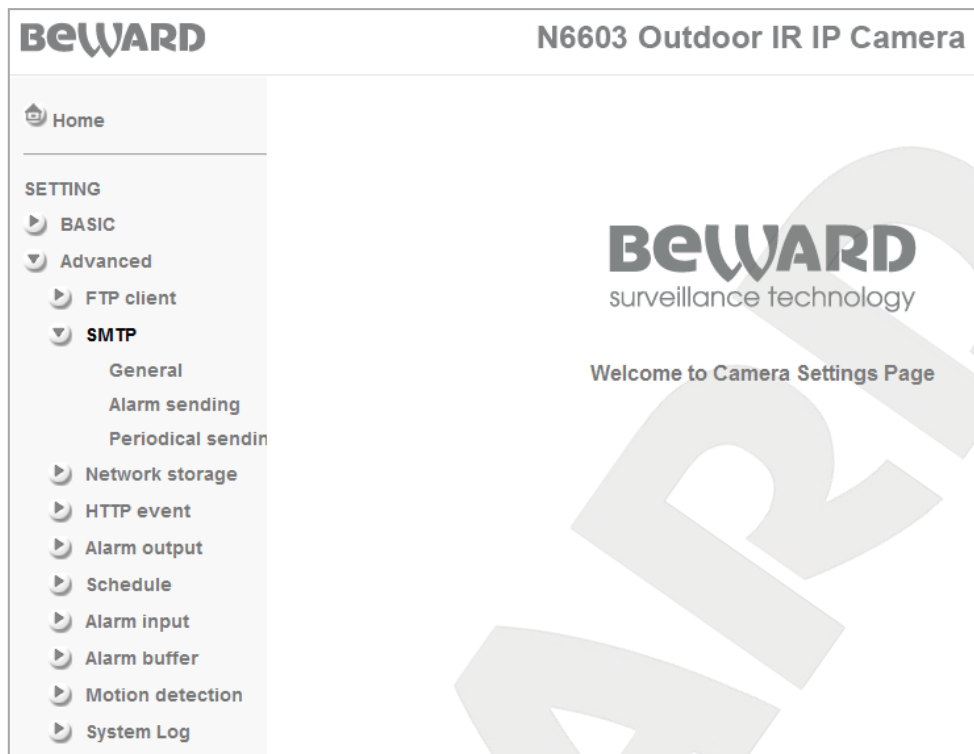 BEWARD
N6603 Outdoor IR IP Camera
Home
SETTING
BASIC
Advanced
FTP client
SMTP
General
Alarm sending
Periodical sendin
Network storage
HTTP event
Alarm output
Schedule
Alarm input
Alarm buffer
Motion detection
System Log
BEWARD
surveillance technology
Welcome to Camera Settings Page